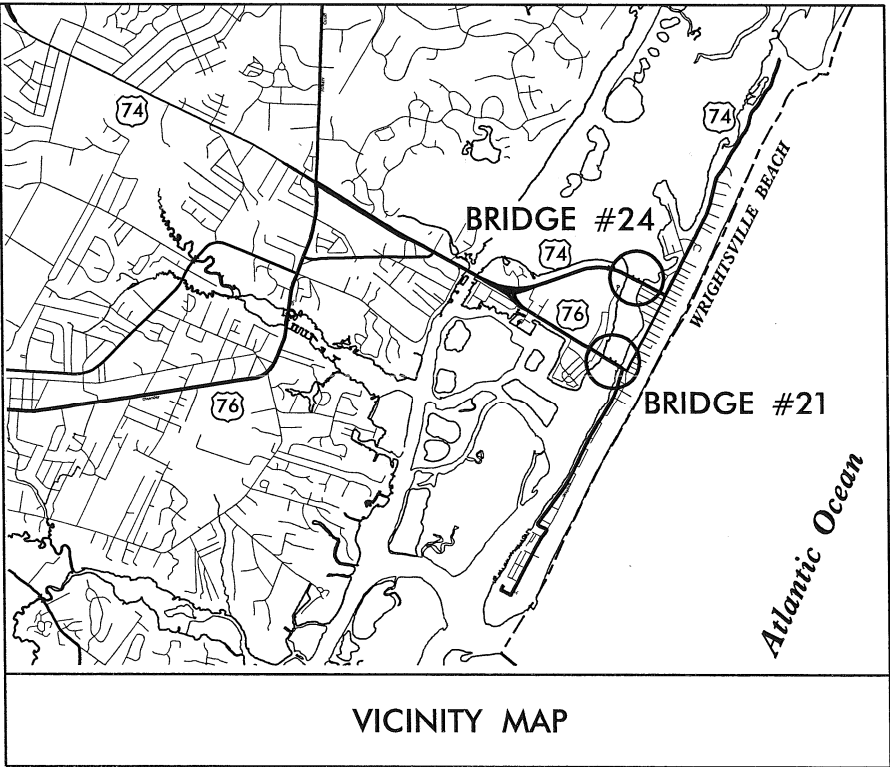 74
74
WRIGHTSVILLE BEACH
BRIDGE #24
74
76
BRIDGE #21
76
Atlantic Ocean
VICINITY MAP